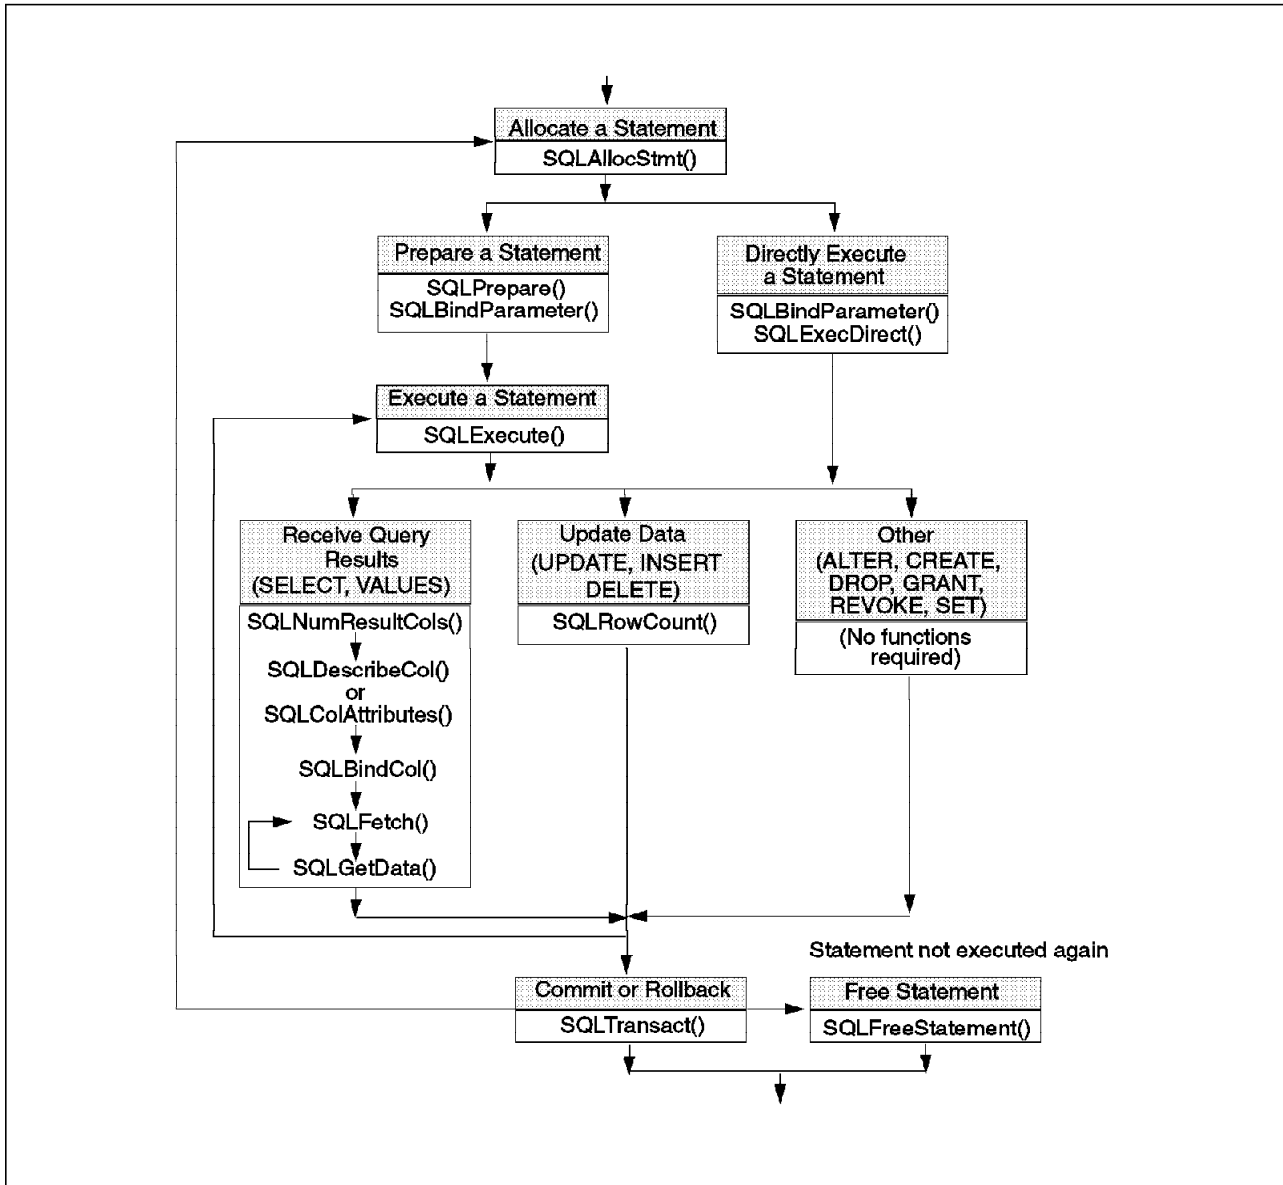 Allocate a Statement
SQLAllocStmt()
Prepare a Statement
SQLPrepare()
SQLBindParameter()
Directly Execute
a Statement
SQLBindParameter()
SQLExecDirect()
Execute a Statement
SQLExecute()
Receive Query
Results
(SELECT, VALUES)
SQLNumResultCols()
SQLDescribeCol()
or
SQLColAttributes()
SQLBindCol()
SQLFetch()
SQLGetData()
Update Data
(UPDATE, INSERT
DELETE)
SQLRowCount()
Other
(ALTER, CREATE,
DROP, GRANT,
REVOKE, SET)
(No functions
required)
Statement not executed again
Commit or Rollback
SQLTransact()
Free Statement
SQLFreeStatement()